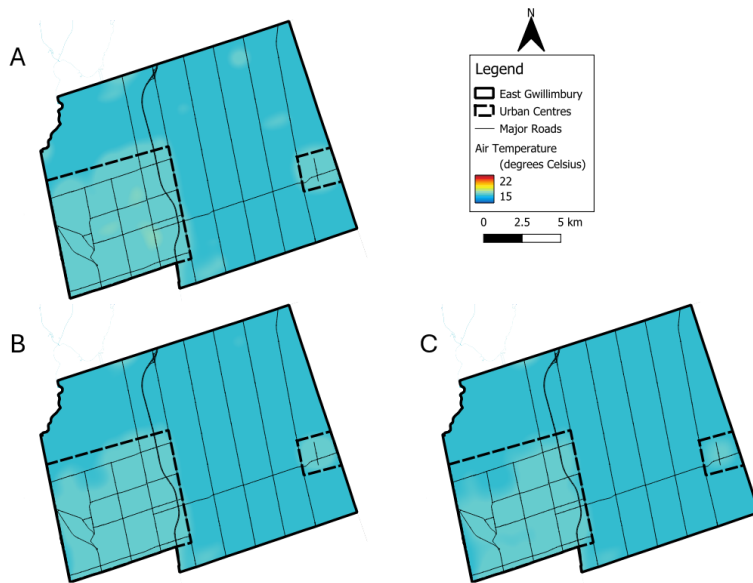 A
N
Legend
East Gwillimbury
Urban Centres
Major Roads
Air Temperature
(degrees Celsius)
22
15
0 2.5 5 km
B
C